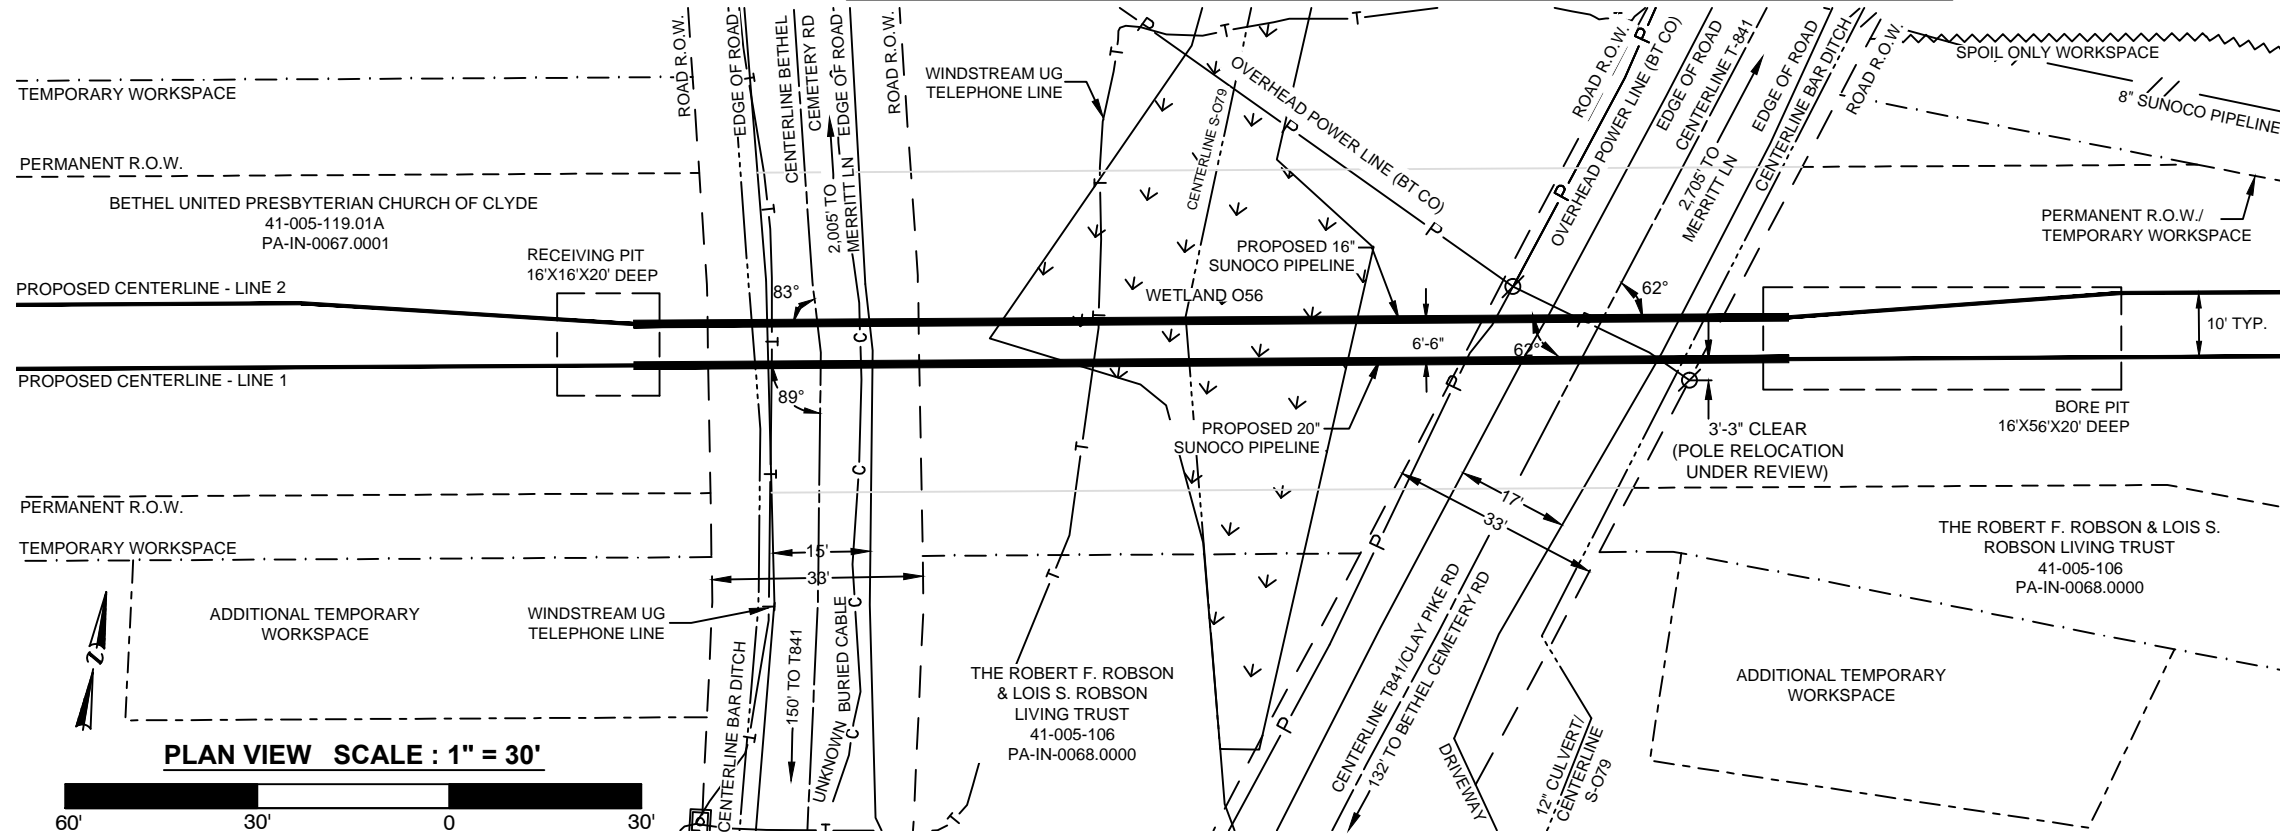 TEMPORARY WORKSPACE
PERMANENT R.O.W.
BETHEL UNITED PRESBYTERIAN CHURCH OF CLYDE
41-005-119.01A
PA-IN-0067.0001
RECEIVING PIT
16'X16'X20' DEEP
PROPOSED CENTERLINE - LINE 2
PROPOSED CENTERLINE - LINE 1
PERMANENT R.O.W.
TEMPORARY WORKSPACE
ADDITIONAL TEMPORARY
WORKSPACE
WINDSTREAM UG
TELEPHONE LINE
Z
PLAN VIEW SCALE : 1" = 30'
60' 30' 0 30'
ROAD R.O.W.
EDGE OF ROAD
CENTERLINE BETHEL
CEMETERY RD
EDGE OF ROAD
ROAD R.O.W.
2,005' TO
MERRITT LN
83°
89°
15'
33'
CENTERLINE BAR DITCH
150' TO T841
UNKNOWN BURIED CABLE
T
T
T
T
T
T
C
C
C
C
C
P
WINDSTREAM UG
TELEPHONE LINE
T
T
T
T
T
T
T
T
T
CENTERLINE S-O79
OVERHEAD POWER LINE (BT CO)
P
P
P
P
PROPOSED 16"
SUNOCO PIPELINE
WETLAND O56
6'-6"
PROPOSED 20"
SUNOCO PIPELINE
THE ROBERT F. ROBSON
& LOIS S. ROBSON
LIVING TRUST
41-005-106
PA-IN-0068.0000
ROAD R.O.W.
P
P
P
P
P
OVERHEAD POWER LINE (BT CO)
EDGE OF ROAD
CENTERLINE T-841
2,705' TO
MERRITT LN
EDGE OF ROAD
CENTERLINE BAR DITCH
ROAD R.O.W.
62°
62°
17'
33'
CENTERLINE T841/CLAY PIKE RD
132' TO BETHEL CEMETERY RD
DRIVEWAY
12" CULVERT/
CENTERLINE
S-O79
3'-3" CLEAR
(POLE RELOCATION
UNDER REVIEW)
SPOIL ONLY WORKSPACE
8" SUNOCO PIPELINE
PERMANENT R.O.W./
TEMPORARY WORKSPACE
10' TYP.
BORE PIT
16'X56'X20' DEEP
THE ROBERT F. ROBSON & LOIS S.
ROBSON LIVING TRUST
41-005-106
PA-IN-0068.0000
ADDITIONAL TEMPORARY
WORKSPACE